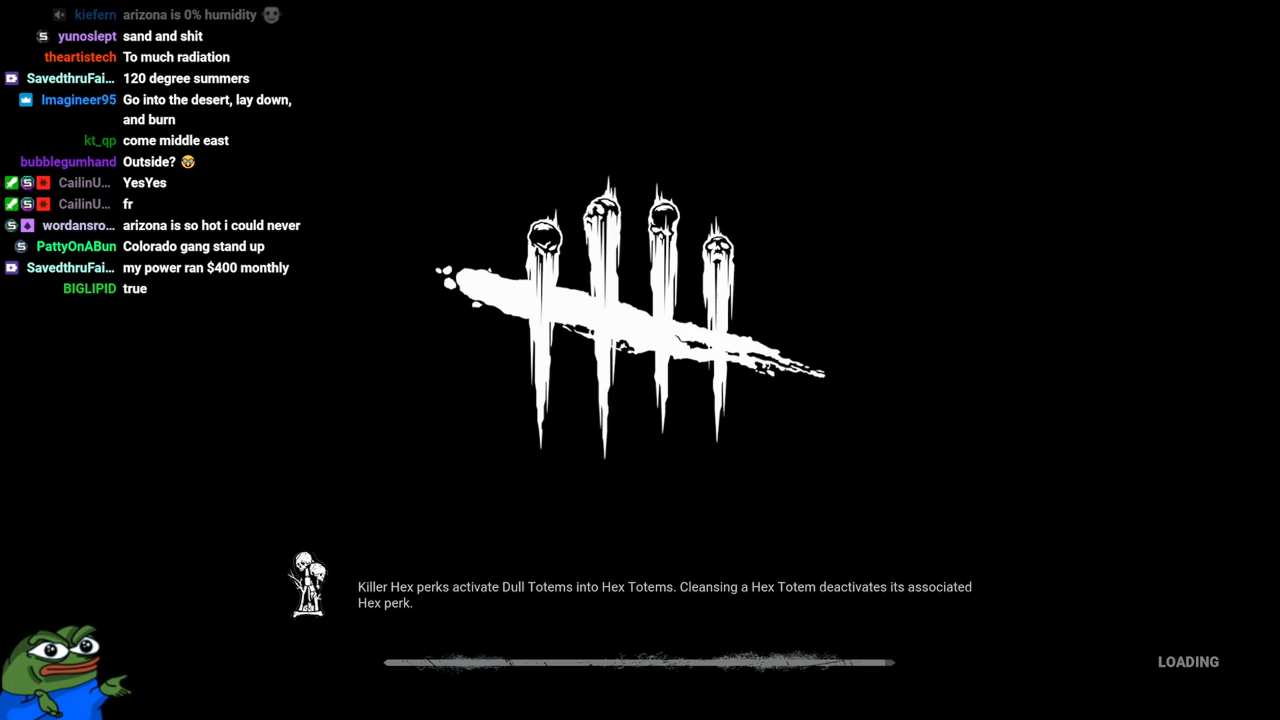 kiefern arizona is 0% humidity
yunoslept sand and shit
theartistech To much radiation
SavedthruFai... 120 degree summers
Imagineer95 Go into the desert, lay down,
and burn
kt_qp come middle east
bubblegumhand Outside?
CailinU... YesYes
CailinU... fr
wordansro... arizona is so hot i could never
PattyOnABun Colorado gang stand up
SavedthruFai... my power ran $400 monthly
BIGLIPID true
Killer Hex perks activate Dull Totems into Hex Totems. Cleansing a Hex Totem deactivates its associated
Hex perk.
LOADING